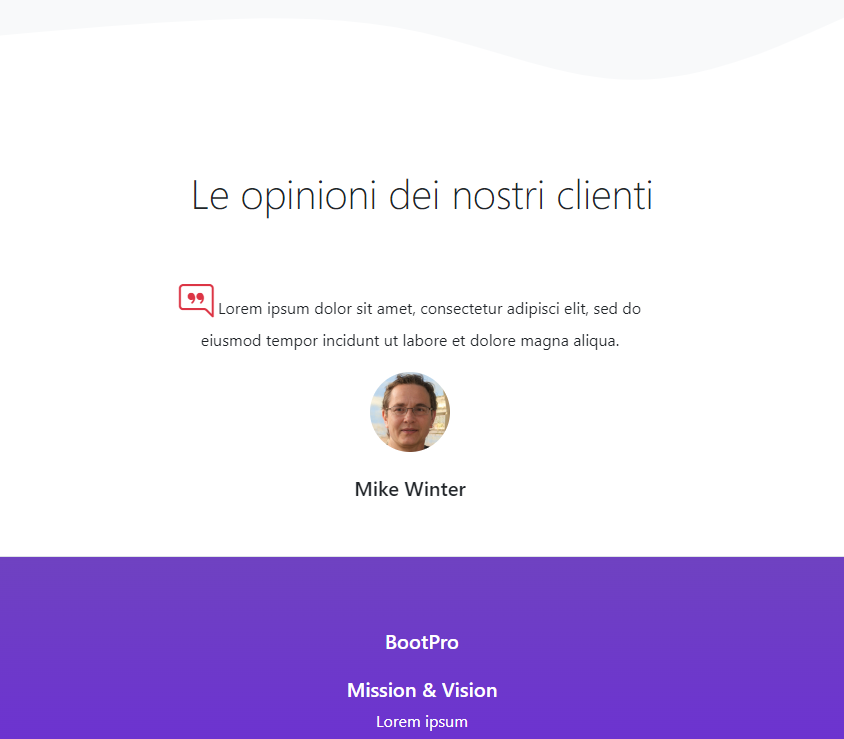 Le opinioni dei nostri clienti
Lorem ipsum dolor sit amet, consectetur adipisci elit, sed do
eiusmod tempor incidunt ut labore et dolore magna aliqua.
Mike Winter
BootPro
Mission & Vision
Lorem ipsum